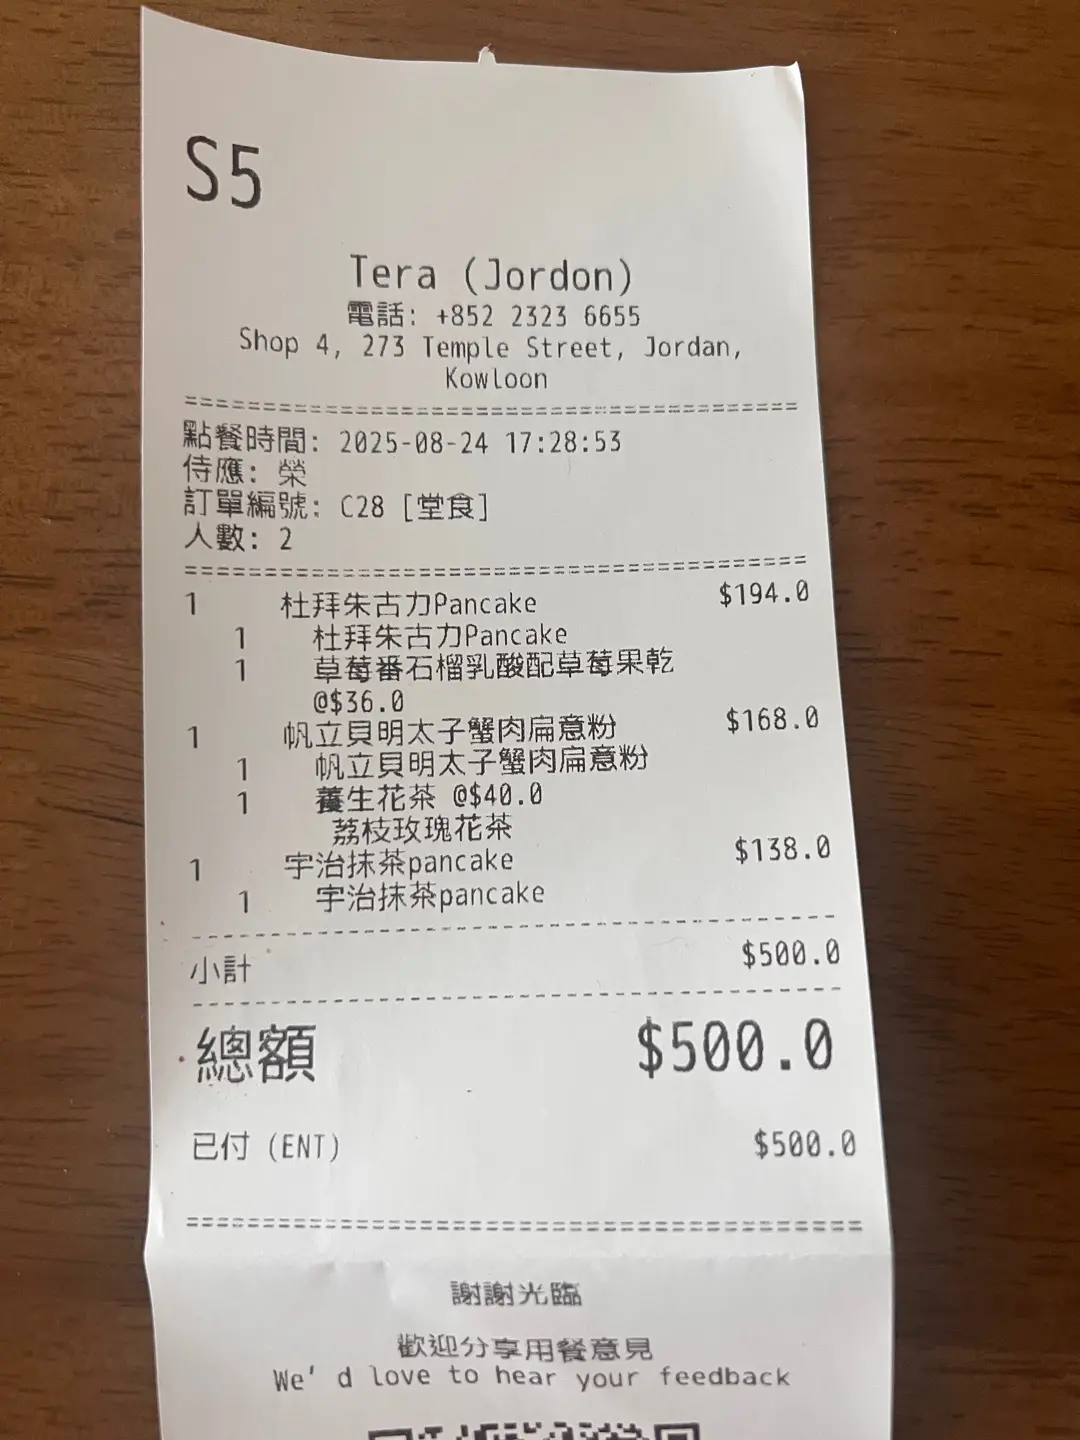 S5
Tera (Jordon)
電話: +852 2323 6655
Shop 4, 273 Temple Street, Jordan,
Kowloon
點餐時間: 2025-08-24 17:28:53
侍應: 榮
訂單編號: C28 [堂食]
人數: 2
1 杜拜朱古力Pancake $194.0
1 杜拜朱古力Pancake
1 草莓番石榴乳酸配草莓果乾
@$36.0
1 帆立貝明太子蟹肉扁意粉 $168.0
1 帆立貝明太子蟹肉扁意粉
1 養生花茶 @$40.0
荔枝玫瑰花茶
1 宇治抹茶pancake $138.0
1 宇治抹茶pancake
小計 $500.0
總額 $500.0
已付 (ENT) $500.0
謝謝光臨
歡迎分享用餐意見
We' d love to hear your feedback